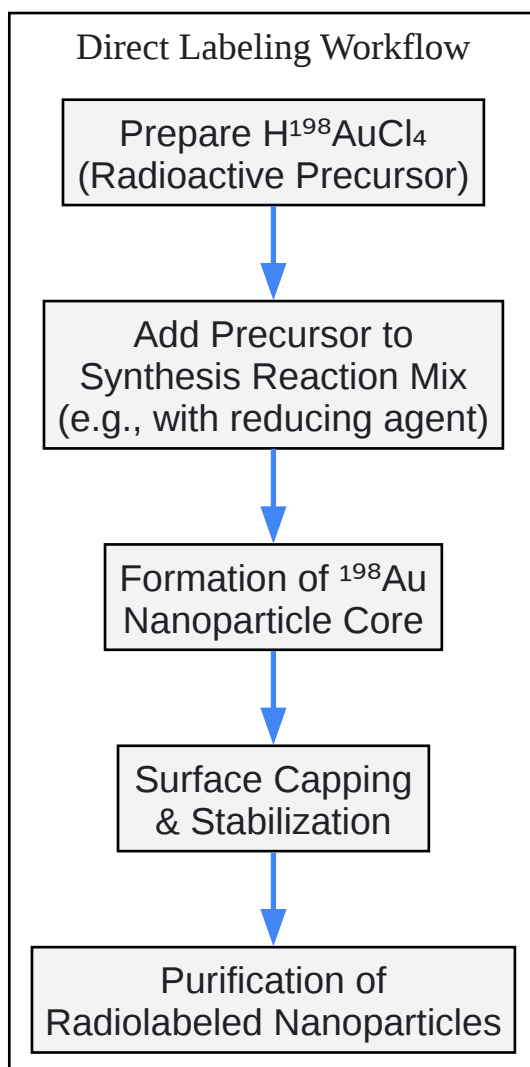 Direct Labeling Workflow
Prepare H¹⁹⁸AuCl₄
(Radioactive Precursor)
Add Precursor to
Synthesis Reaction Mix
(e.g., with reducing agent)
Formation of ¹⁹⁸Au
Nanoparticle Core
Surface Capping
& Stabilization
Purification of
Radiolabeled Nanoparticles